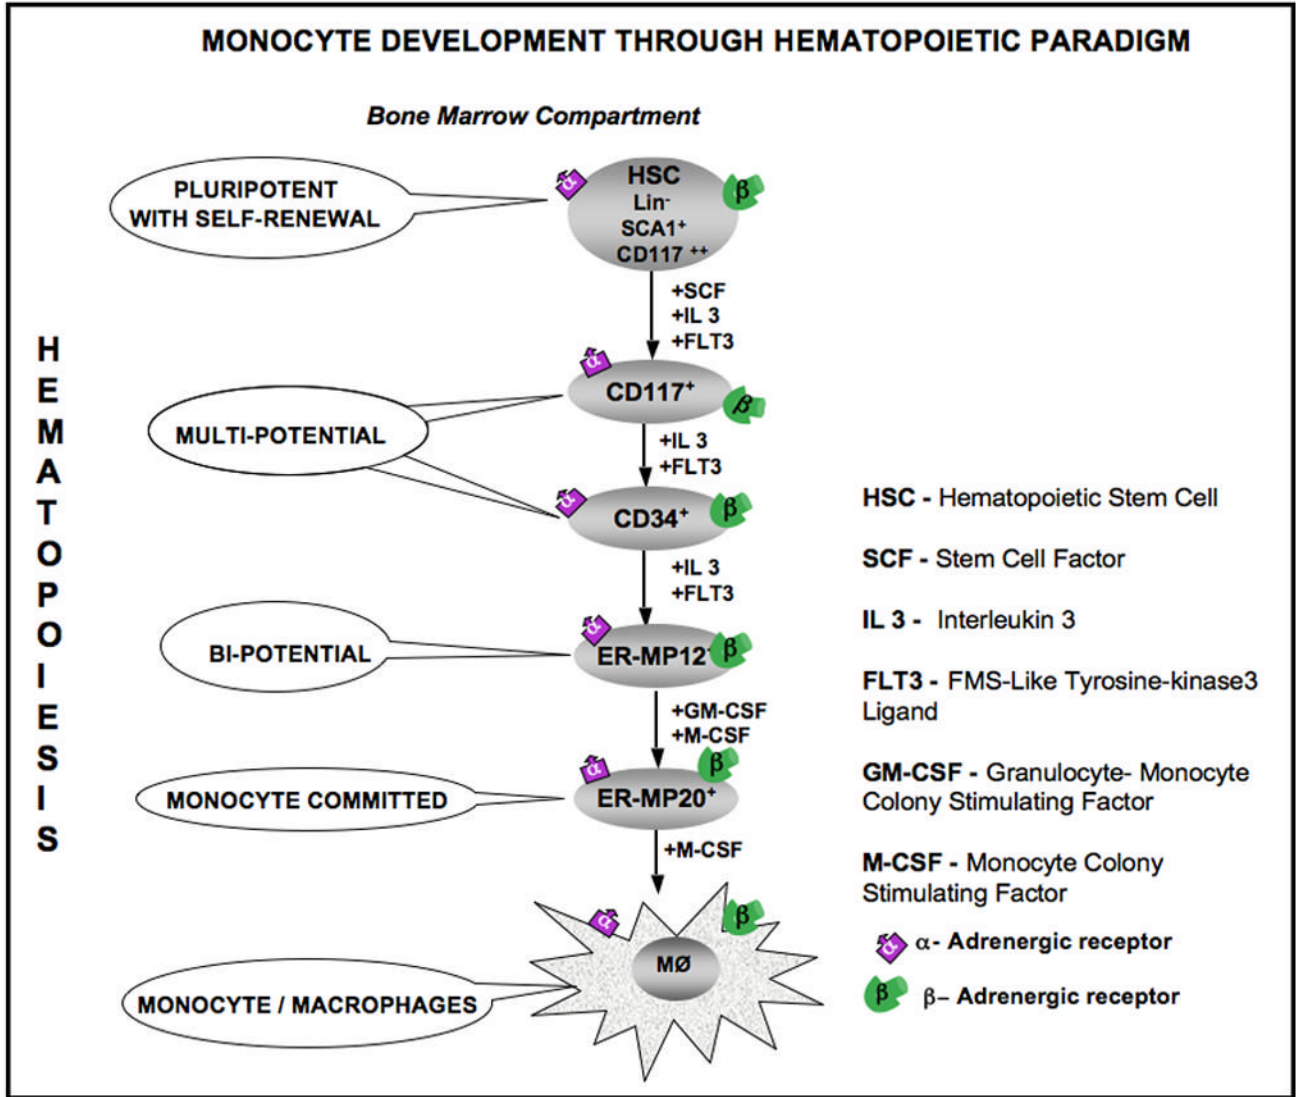 MONOCYTE DEVELOPMENT THROUGH HEMATOPOIETIC PARADIGM
Bone Marrow Compartment
PLURIPOTENT
WITH SELF-RENEWAL
α
HSC
Lin⁻
SCA1⁺
CD117 ⁺⁺
β
+SCF
+IL 3
+FLT3
HEMATOPOIESIS
MULTI-POTENTIAL
α
CD117⁺
β
+IL 3
+FLT3
α
CD34⁺
β
+IL 3
+FLT3
BI-POTENTIAL
α
ER-MP12⁺
β
+GM-CSF
+M-CSF
MONOCYTE COMMITTED
α
ER-MP20⁺
β
+M-CSF
MONOCYTE / MACROPHAGES
α
MØ
β
HSC - Hematopoietic Stem Cell
SCF - Stem Cell Factor
IL 3 - Interleukin 3
FLT3 - FMS-Like Tyrosine-kinase3
Ligand
GM-CSF - Granulocyte- Monocyte
Colony Stimulating Factor
M-CSF - Monocyte Colony
Stimulating Factor
α α- Adrenergic receptor
β β– Adrenergic receptor